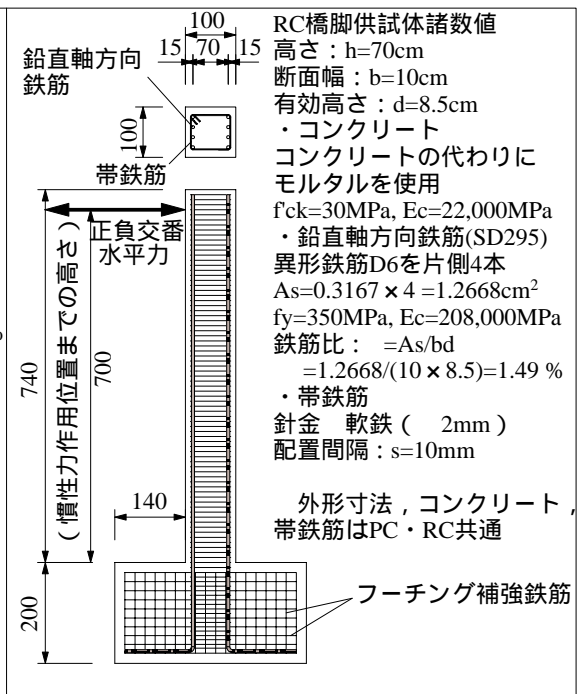 100
15 70 15
鉛直軸方向
鉄筋
100
帯鉄筋
正負交番
水平力
740
700
(慣性力作用位置までの高さ)
140
200
フーチング補強鉄筋
RC橋脚供試体諸数値
高さ:h=70cm
断面幅:b=10cm
有効高さ:d=8.5cm
・コンクリート
コンクリートの代わりに
モルタルを使用
f'ck=30MPa, Ec=22,000MPa
・鉛直軸方向鉄筋(SD295)
異形鉄筋D6を片側4本
As=0.3167×4 =1.2668cm²
fy=350MPa, Ec=208,000MPa
鉄筋比: =As/bd
=1.2668/(10×8.5)=1.49 %
・帯鉄筋
針金 軟鉄( 2mm)
配置間隔:s=10mm
外形寸法,コンクリート,
帯鉄筋はPC・RC共通